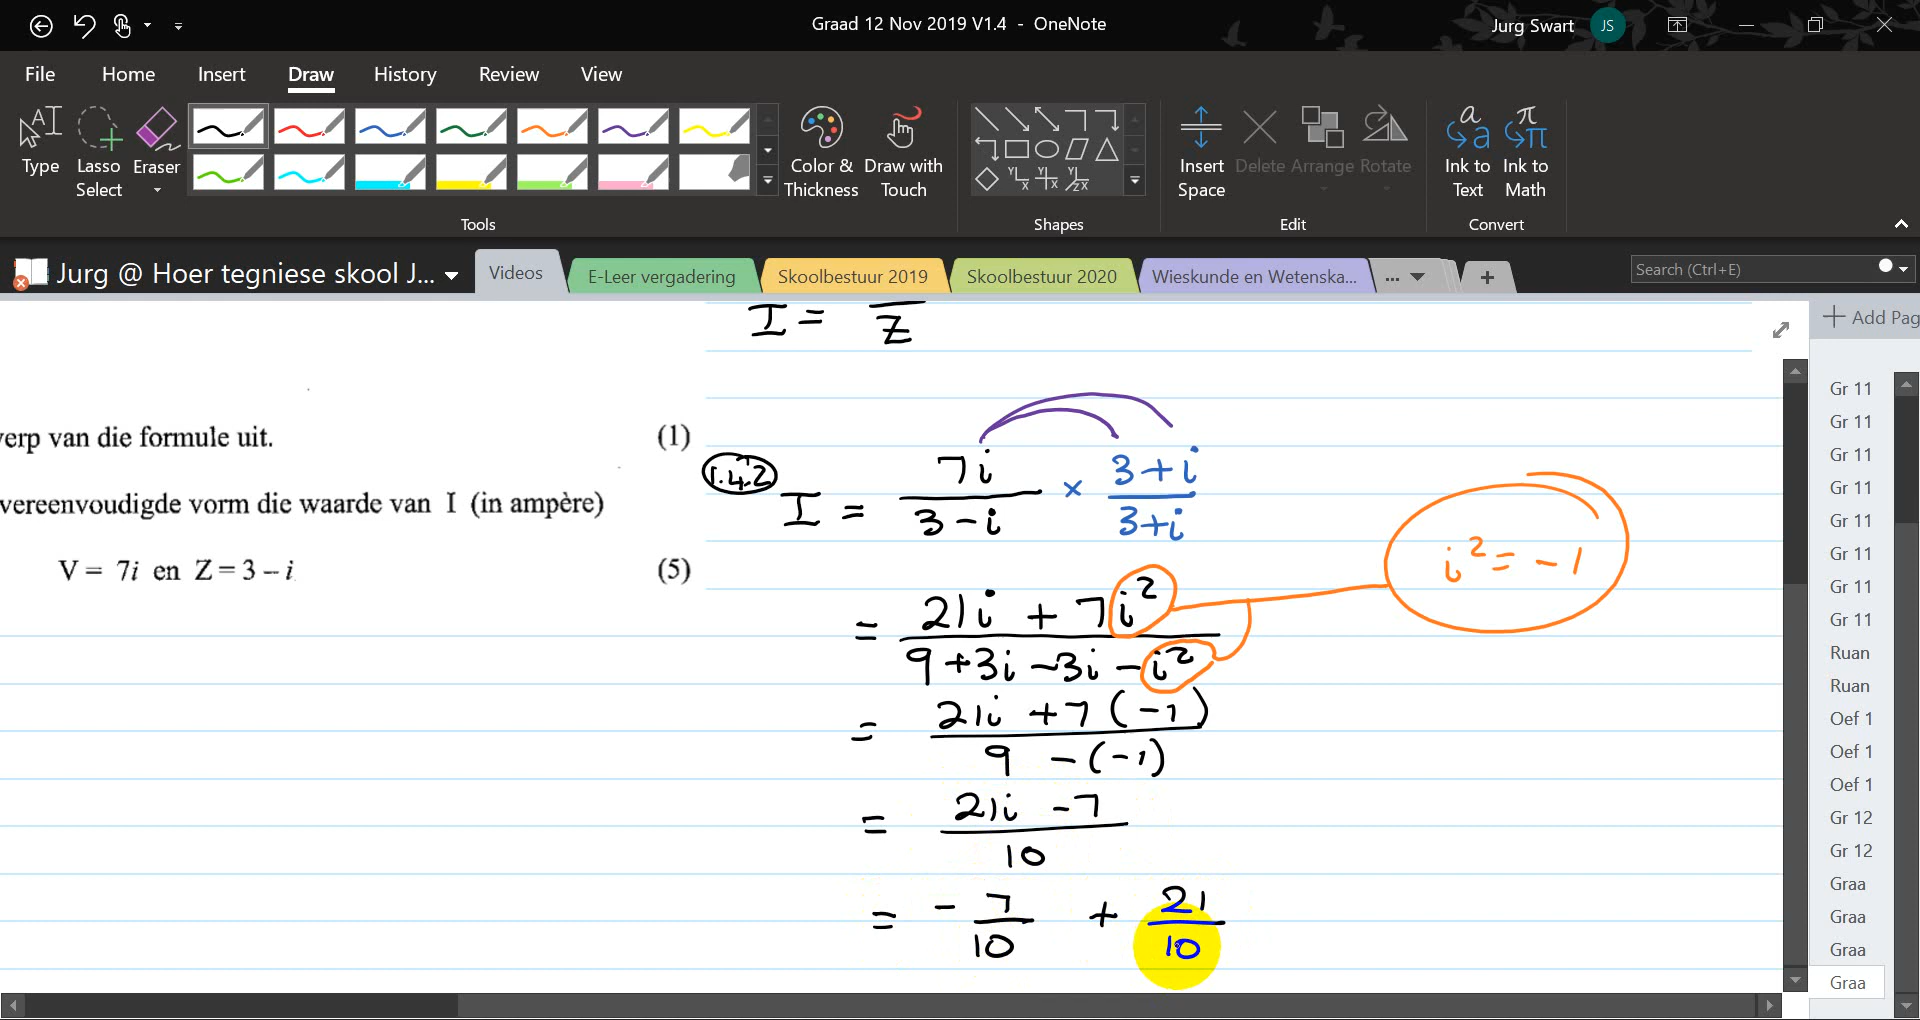 Graad 12 Nov 2019 V1.4 - OneNote
Jurg Swart JS
File Home Insert Draw History Review View
Type
Lasso Select
Eraser
Color & Thickness
Draw with Touch
Insert Space
Delete
Arrange
Rotate
Ink to Text
Ink to Math
Tools Shapes Edit Convert
Jurg @ Hoer tegniese skool J...
Videos
E-Leer vergadering
Skoolbestuur 2019
Skoolbestuur 2020
Wieskunde en Wetenska...
...
+
Search (Ctrl+E)
Add Pag
Gr 11
Gr 11
Gr 11
Gr 11
Gr 11
Gr 11
Gr 11
Gr 11
Ruan
Ruan
Oef 1
Oef 1
Oef 1
Gr 12
Gr 12
Graa
Graa
Graa
Graa
erp van die formule uit. (1)
vereenvoudigde vorm die waarde van I (in ampère)
V = 7i en Z = 3 – i (5)
I = — / Z
1.4.2 I = 7i / 3 - i × 3 + i / 3 + i
i² = -1
= 21i + 7i² / 9 + 3i - 3i - i²
= 21i + 7(-1) / 9 - (-1)
= 21i - 7 / 10
= - 7/10 + 21/10